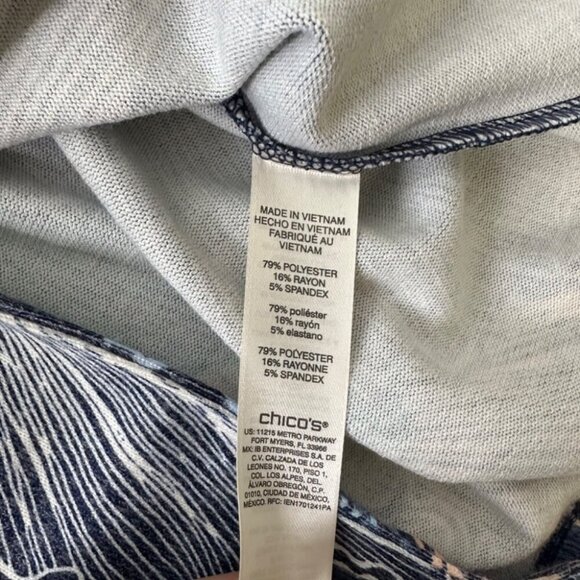 MADE IN VIETNAM
HECHO EN VIETNAM
FABRIQUÉ AU
VIETNAM
79% POLYESTER
16% RAYON
5% SPANDEX
79% poliéster
16% rayón
5% elastano
79% POLYESTER
16% RAYONNE
5% SPANDEX
chico's®
US: 11215 METRO PARKWAY
FORT MYERS, FL 33966
MX: IB ENTERPRISES S.A. DE
C.V. CALZADA DE LOS
LEONES NO. 170, PISO 1,
COL. LOS ALPES, DEL.
ÁLVARO OBREGÓN, C.P.
01010, CIUDAD DE MÉXICO,
MÉXICO. RFC: IEN1701241PA